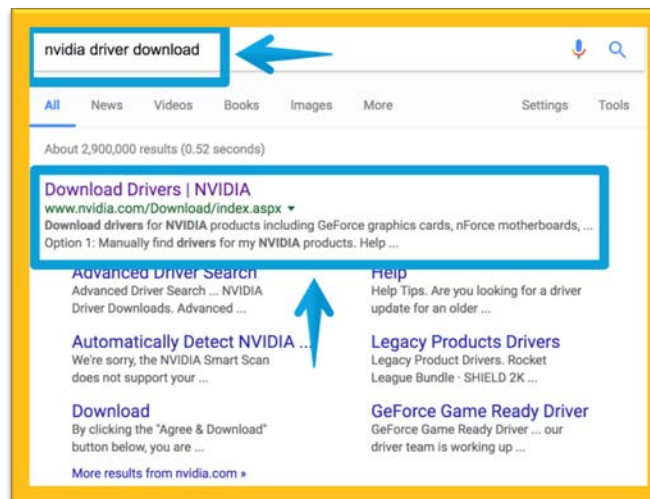 nvidia driver download
All News Videos Books Images More Settings Tools
About 2,900,000 results (0.52 seconds)
Download Drivers | NVIDIA
www.nvidia.com/Download/index.aspx
Download drivers for NVIDIA products including GeForce graphics cards, nForce motherboards, ...
Option 1: Manually find drivers for my NVIDIA products. Help ...
Advanced Driver Search
Advanced Driver Search ... NVIDIA
Driver Downloads. Advanced ...
Help
Help Tips. Are you looking for a driver
update for an older ...
Automatically Detect NVIDIA ...
We're sorry, the NVIDIA Smart Scan
does not support your ...
Legacy Products Drivers
Legacy Product Drivers. Rocket
League Bundle · SHIELD 2K ...
Download
By clicking the "Agree & Download"
button below, you are ...
GeForce Game Ready Driver
GeForce Game Ready Driver ... our
driver team is working up ...
More results from nvidia.com »